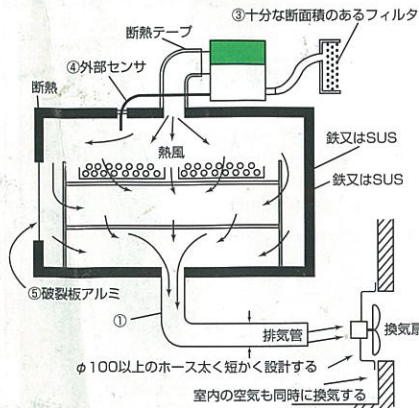 ③十分な断面積のあるフィルタ
断熱テープ
④外部センサ
断熱
熱風
鉄又はSUS
鉄又はSUS
⑤破裂板アルミ
①
排気管
換気扇
φ100以上のホース太く短かく設計する
室内の空気も同時に換気する